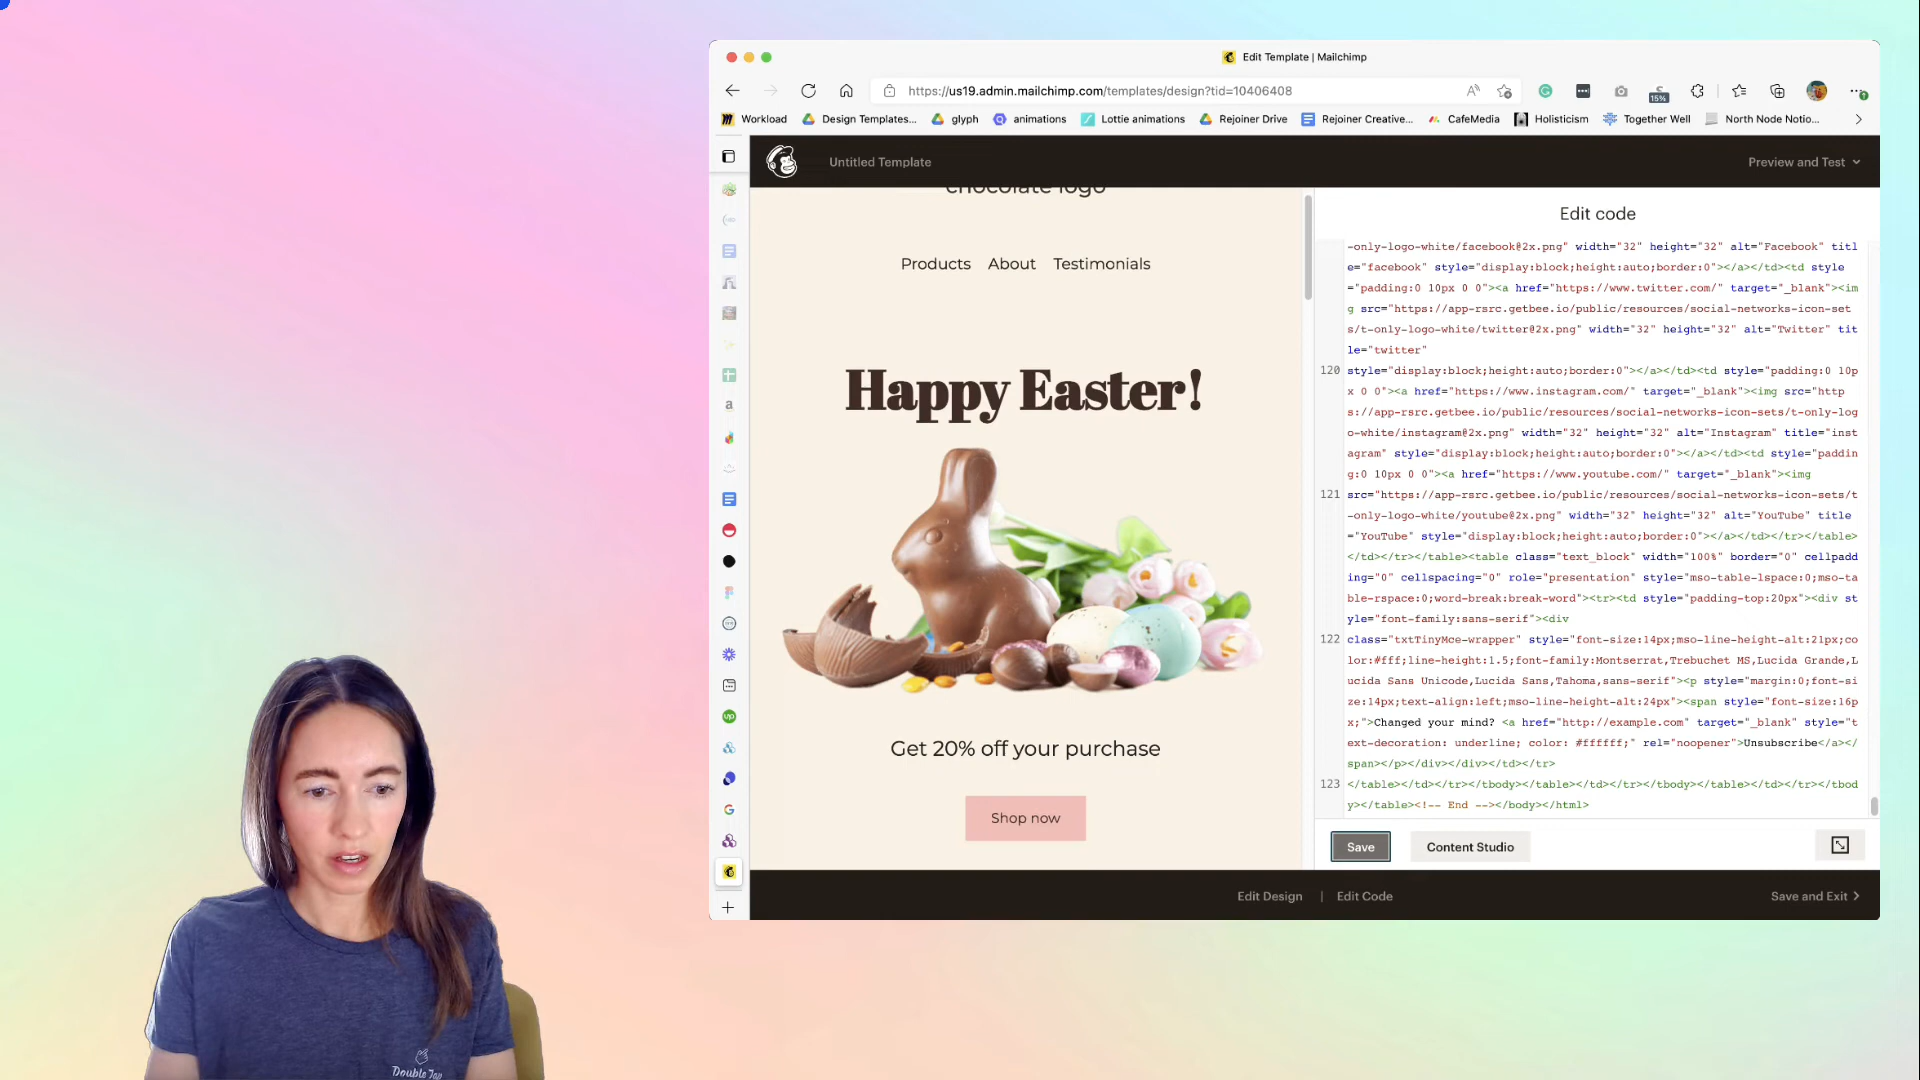 Edit Template | Mailchimp
https://us19.admin.mailchimp.com/templates/design?tid=10406408
15%
Workload
Design Templates...
glyph
animations
Lottie animations
Rejoiner Drive
Rejoiner Creative...
CafeMedia
Holisticism
Together Well
North Node Notio...
Untitled Template
Preview and Test
chocolate logo
Products About Testimonials
Happy Easter!
Get 20% off your purchase
Shop now
Edit code
-only-logo-white/facebook@2x.png" width="32" height="32" alt="Facebook" titl
e="facebook" style="display:block;height:auto;border:0"></a></td><td style
="padding:0 10px 0 0"><a href="https://www.twitter.com/" target="_blank"><im
g src="https://app-rsrc.getbee.io/public/resources/social-networks-icon-set
s/t-only-logo-white/twitter@2x.png" width="32" height="32" alt="Twitter" tit
le="twitter"
120 style="display:block;height:auto;border:0"></a></td><td style="padding:0 10p
x 0 0"><a href="https://www.instagram.com/" target="_blank"><img src="http
s://app-rsrc.getbee.io/public/resources/social-networks-icon-sets/t-only-log
o-white/instagram@2x.png" width="32" height="32" alt="Instagram" title="inst
agram" style="display:block;height:auto;border:0"></a></td><td style="paddin
g:0 10px 0 0"><a href="https://www.youtube.com/" target="_blank"><img
121 src="https://app-rsrc.getbee.io/public/resources/social-networks-icon-sets/t
-only-logo-white/youtube@2x.png" width="32" height="32" alt="YouTube" title
="YouTube" style="display:block;height:auto;border:0"></a></td></tr></table>
</td></tr></table><table class="text_block" width="100%" border="0" cellpadd
ing="0" cellspacing="0" role="presentation" style="mso-table-lspace:0;mso-ta
ble-rspace:0;word-break:break-word"><tr><td style="padding-top:20px"><div st
yle="font-family:sans-serif"><div
122 class="txtTinyMce-wrapper" style="font-size:14px;mso-line-height-alt:21px;co
lor:#fff;line-height:1.5;font-family:Montserrat,Trebuchet MS,Lucida Grande,L
ucida Sans Unicode,Lucida Sans,Tahoma,sans-serif"><p style="margin:0;font-si
ze:14px;text-align:left;mso-line-height-alt:24px"><span style="font-size:16p
x;">Changed your mind? <a href="http://example.com" target="_blank" style="t
ext-decoration: underline; color: #ffffff;" rel="noopener">Unsubscribe</a></
span></p></div></div></td></tr>
123 </table></td></tr></tbody></table></td></tr></tbody></table></td></tr></tbod
y></table><!-- End --></body></html>
Save
Content Studio
Edit Design | Edit Code
Save and Exit
Double Tap